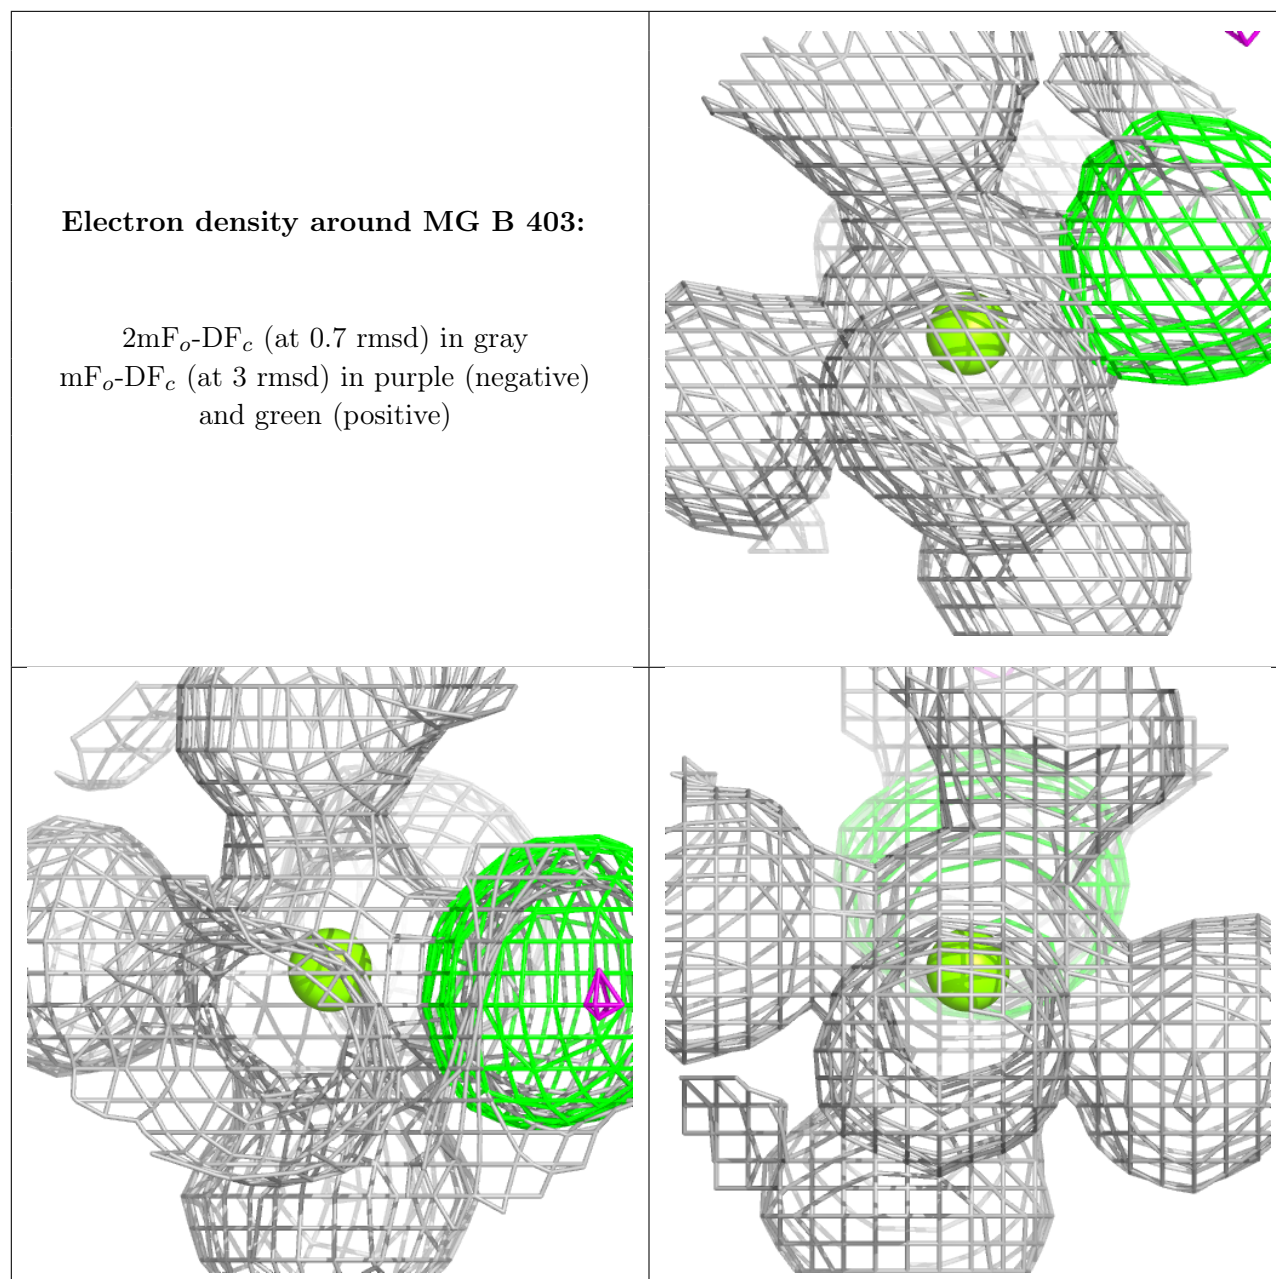 Electron density around MG B 403:
2mFo-DFc (at 0.7 rmsd) in gray
mFo-DFc (at 3 rmsd) in purple (negative)
and green (positive)